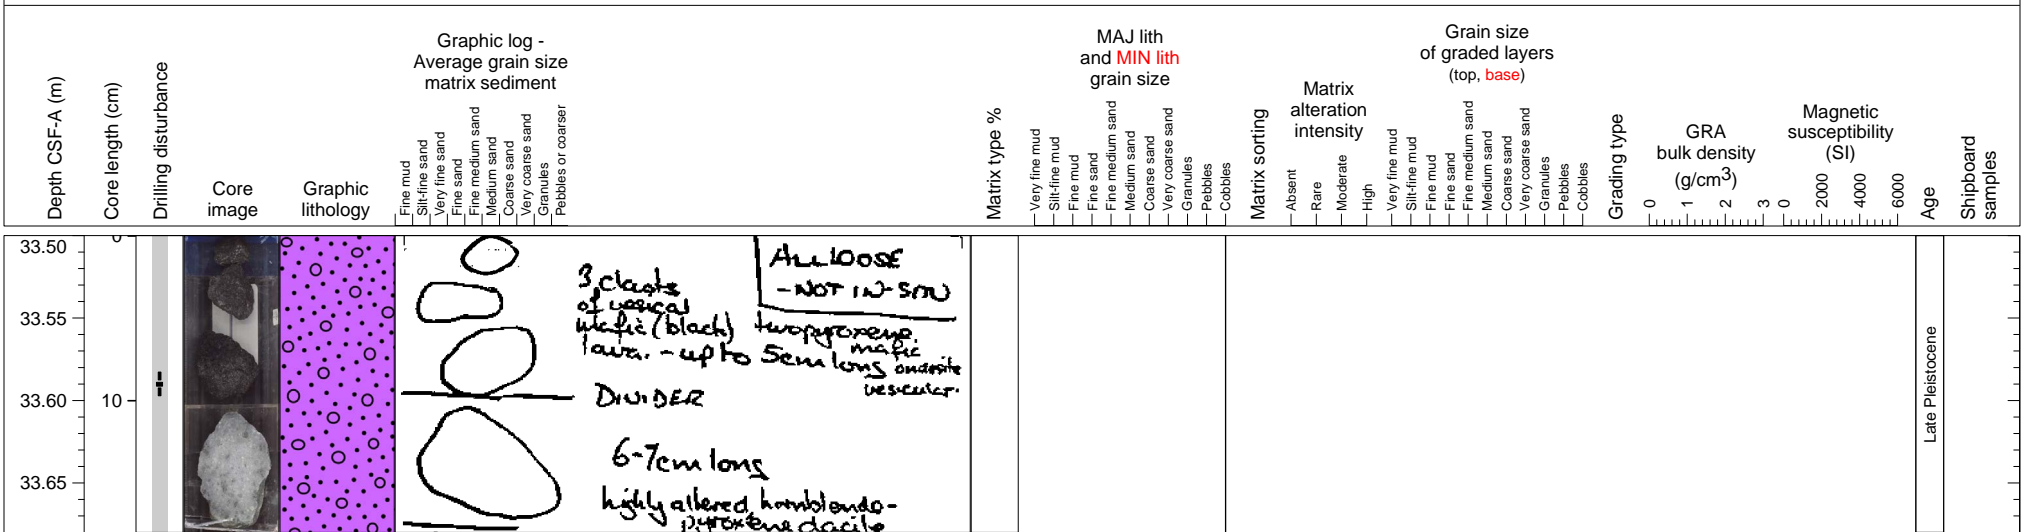 Depth CSF-A (m)
Core length (cm)
Drilling disturbance
Core
image
Graphic
lithology
Graphic log -
Average grain size
matrix sediment
Fine mud
Silt-fine sand
Very fine sand
Fine sand
Fine medium sand
Medium sand
Coarse sand
Very coarse sand
Granules
Pebbles or coarser
Matrix type %
MAJ lith
and MIN lith
grain size
Very fine mud
Silt-fine mud
Fine mud
Fine sand
Fine medium sand
Medium sand
Coarse sand
Very coarse sand
Granules
Pebbles
Cobbles
Matrix sorting
Matrix
alteration
intensity
Absent
Rare
Moderate
High
Grain size
of graded layers
(top, base)
Very fine mud
Silt-fine mud
Fine mud
Fine sand
Fine medium sand
Medium sand
Coarse sand
Very coarse sand
Granules
Pebbles
Cobbles
Grading type
GRA
bulk density
(g/cm3)
0 1 2 3
Magnetic
susceptibility
(SI)
0 2000 4000 6000
Age
Shipboard
samples
33.50
33.55
33.60
33.65
0
10
ALL LOOSE
- NOT IN-SITU
3 clasts
of vesical
mafic (black) twopyroxene
lava. - up to 5cm long
mafic
andesite
vesicular.
DIVIDER
6-7cm long
highly altered hornblende-
pyroxene dacite
Late Pleistocene